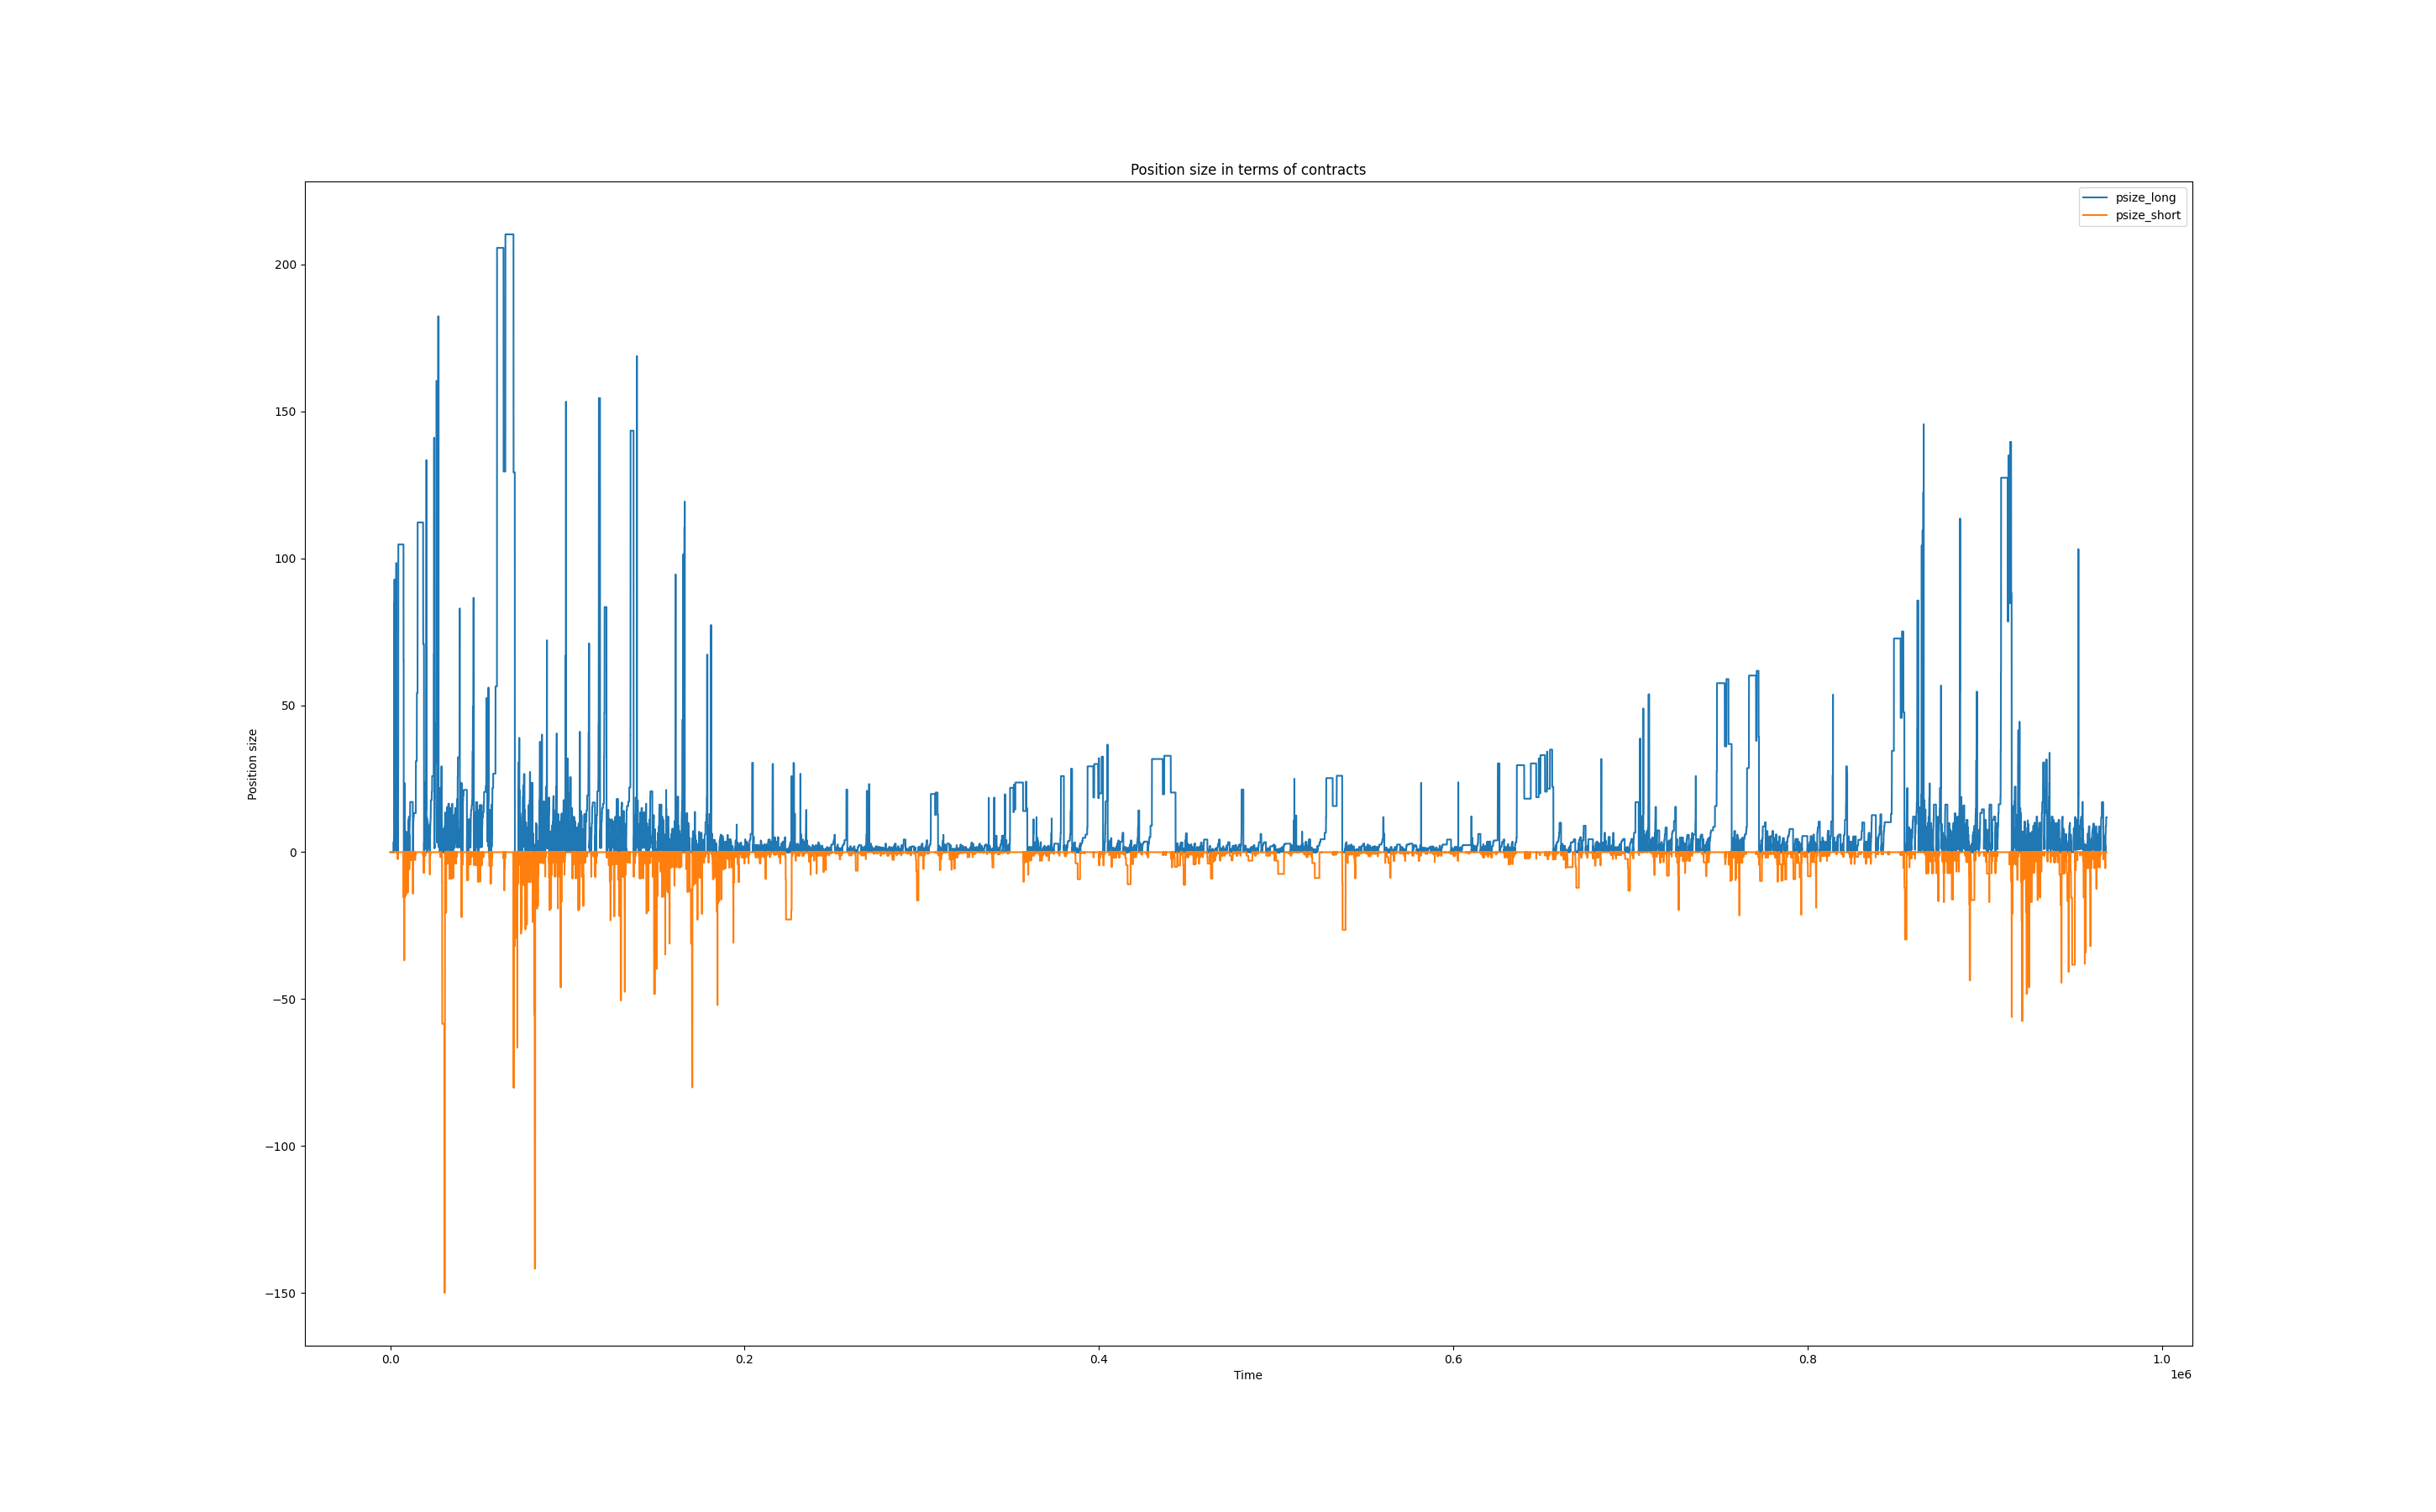 Position size in terms of contracts
psize_long
psize_short
200
150
100
50
0
−50
−100
−150
Position size
0.0
0.2
0.4
0.6
0.8
1.0
1e6
Time